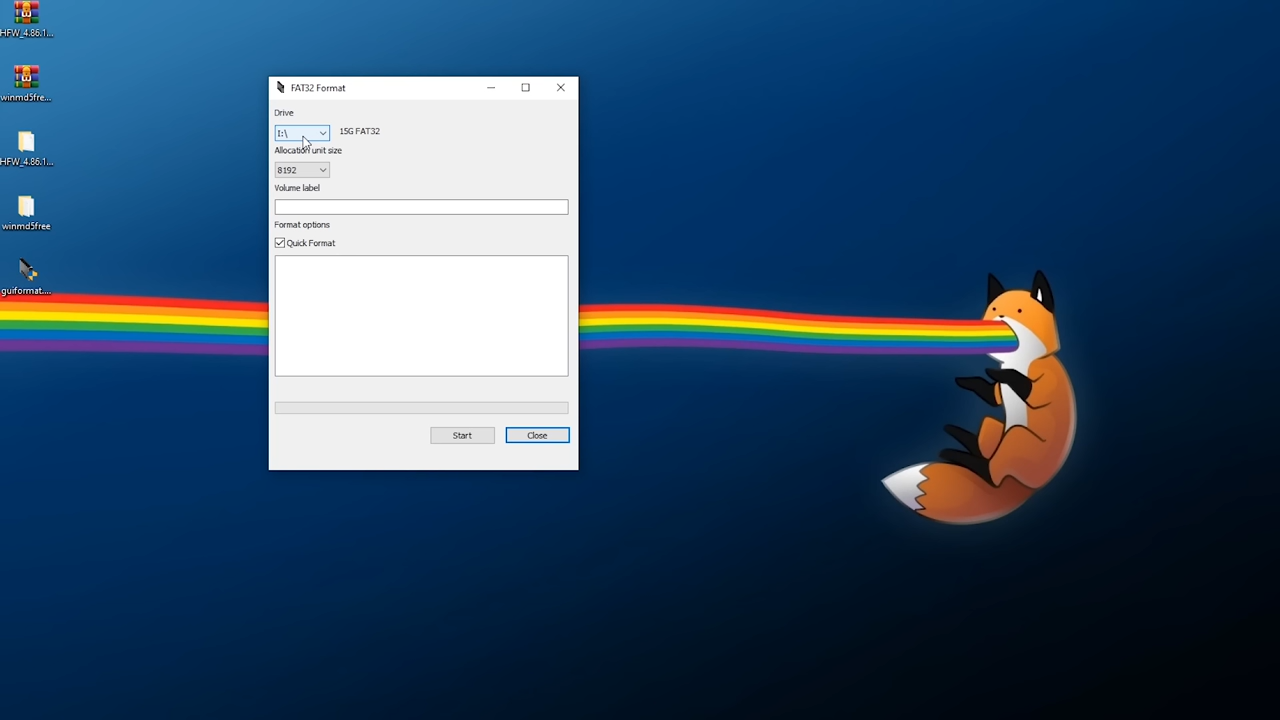 HFW_4.86.1...
winmd5fre...
HFW_4.86.1...
winmd5free
guiformat....
FAT32 Format
Drive
I:\
15G FAT32
Allocation unit size
8192
Volume label
Format options
Quick Format
Start
Close